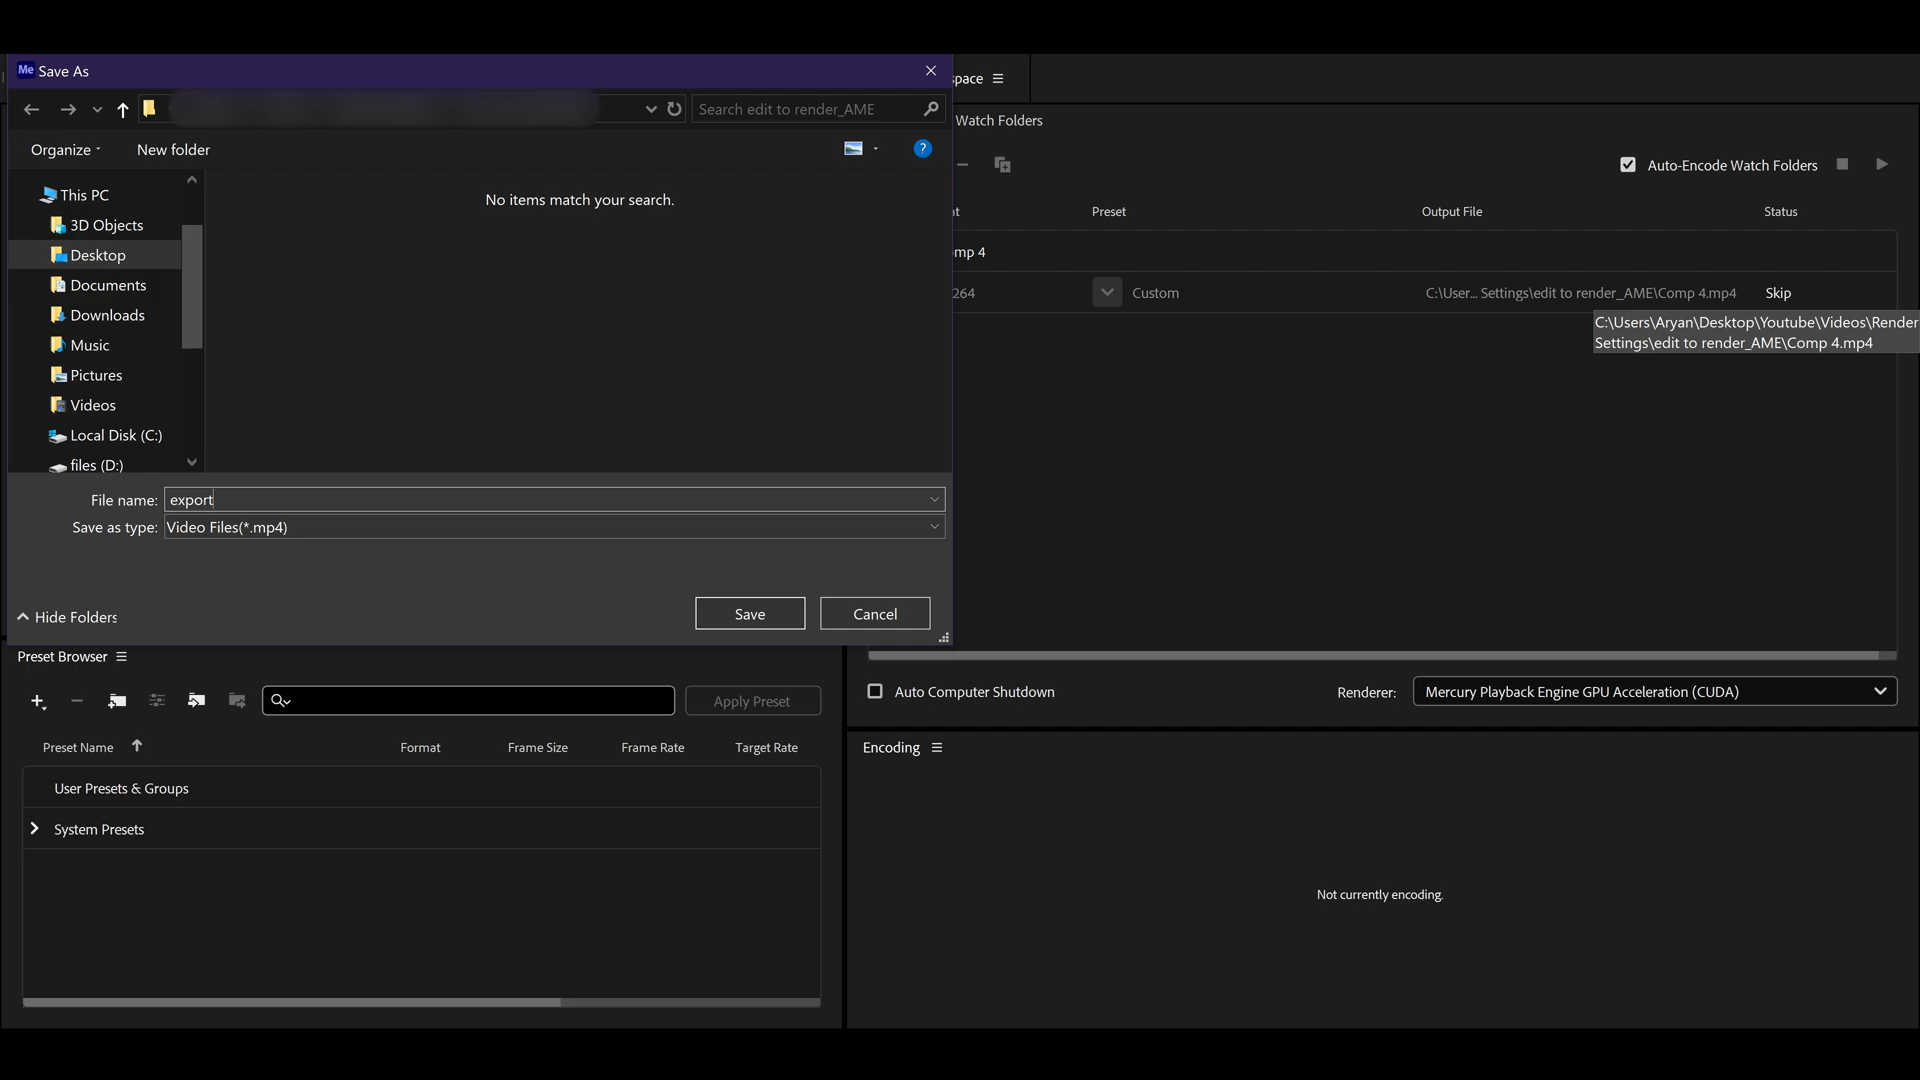 Me Save As
space
Search edit to render_AME
Watch Folders
Organize
New folder
?
Auto-Encode Watch Folders
This PC
3D Objects
Desktop
Documents
Downloads
Music
Pictures
Videos
Local Disk (C:)
files (D:)
No items match your search.
Preset
Output File
Status
mp 4
264
Custom
C:\User... Settings\edit to render_AME\Comp 4.mp4
Skip
C:\Users\Aryan\Desktop\Youtube\Videos\Render
Settings\edit to render_AME\Comp 4.mp4
File name: export
Save as type: Video Files(*.mp4)
Hide Folders
Save
Cancel
Preset Browser
Apply Preset
Preset Name
Format
Frame Size
Frame Rate
Target Rate
User Presets & Groups
System Presets
Auto Computer Shutdown
Renderer: Mercury Playback Engine GPU Acceleration (CUDA)
Encoding
Not currently encoding.